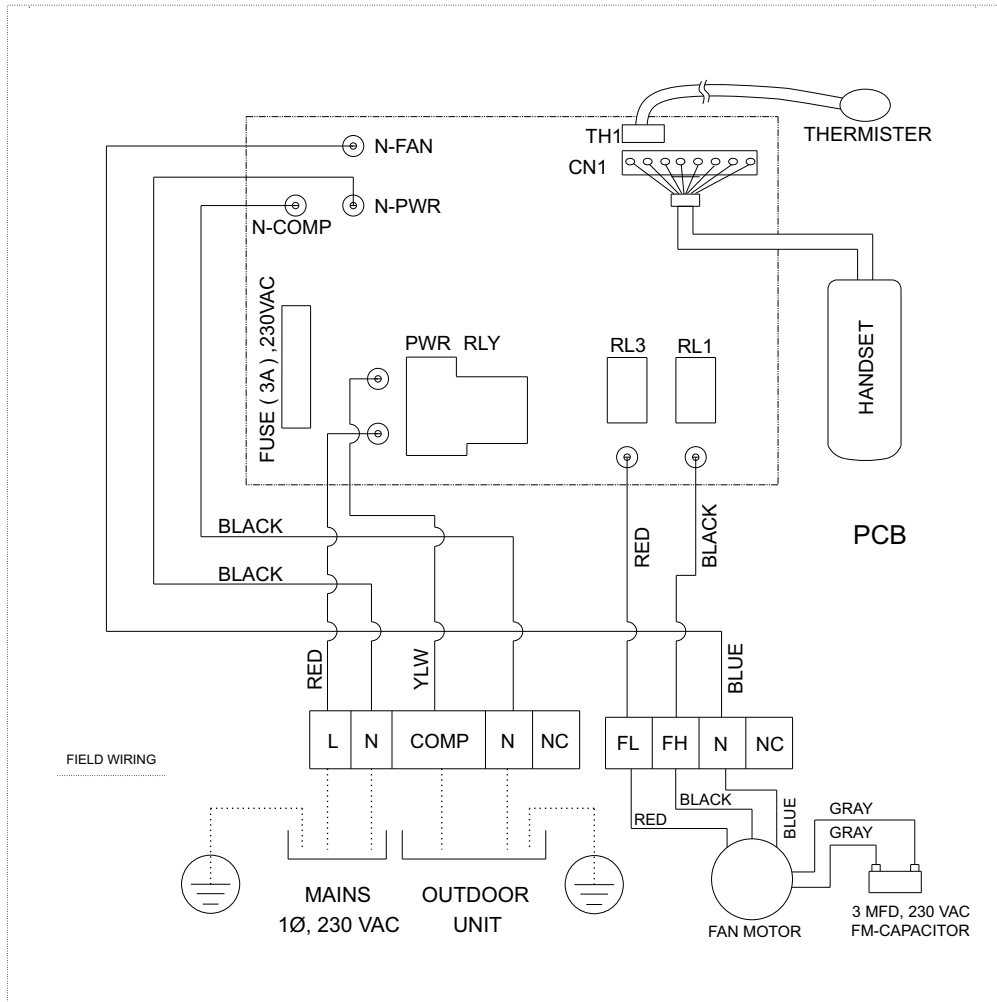 THERMISTER
TH1
CN1
N-FAN
N-PWR
N-COMP
FUSE ( 3A ) ,230VAC
PWR RLY
RL3
RL1
HANDSET
PCB
BLACK
BLACK
RED
YLW
RED
BLACK
BLUE
L
N
COMP
N
NC
FL
FH
N
NC
FIELD WIRING
RED
BLACK
BLUE
GRAY
GRAY
MAINS
1Ø, 230 VAC
OUTDOOR
UNIT
FAN MOTOR
3 MFD, 230 VAC
FM-CAPACITOR